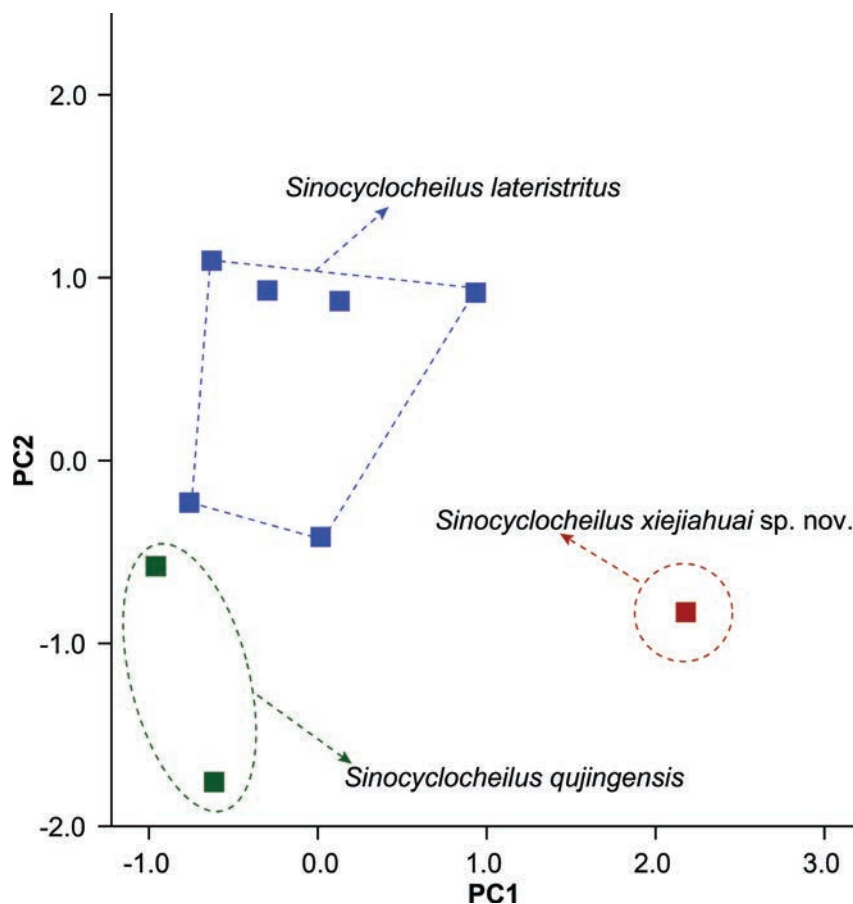 2.0
Sinocyclocheilus lateristritus
1.0
PC2
0.0
Sinocyclocheilus xiejiahuai sp. nov.
-1.0
Sinocyclocheilus qujingensis
-2.0
-1.0 0.0 1.0 2.0 3.0
PC1